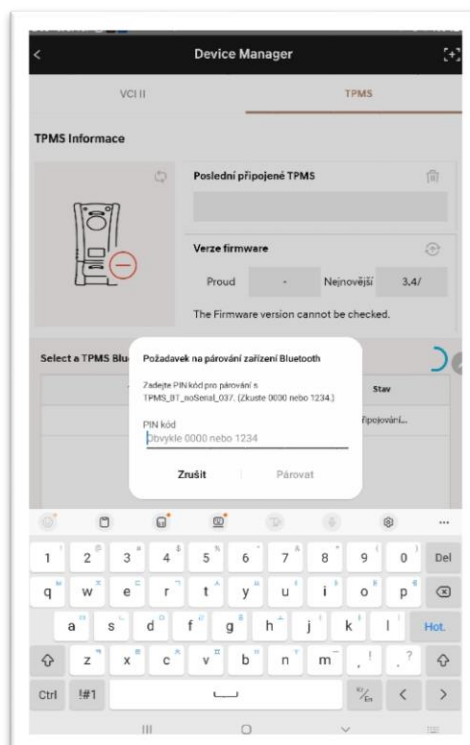 Device Manager
VCI II
TPMS
TPMS Informace
Poslední připojené TPMS
Verze firmware
Proud
-
Nejnovější
3,4/
The Firmware version cannot be checked.
Select a TPMS Blu
Stav
řipojování...
Požadavek na párování zařízení Bluetooth
Zadejte PIN kód pro párování s
TPMS_BT_noSerial_037. (Zkuste 0000 nebo 1234.)
PIN kód
Obvykle 0000 nebo 1234
Zrušit
Párovat
1 2 3 4 5 6 7 8 9 0 Del
q w e r t y u i o p
a s d f g h j k l Hot.
z x c v b n m , ! . ?
Ctrl !#1 < >